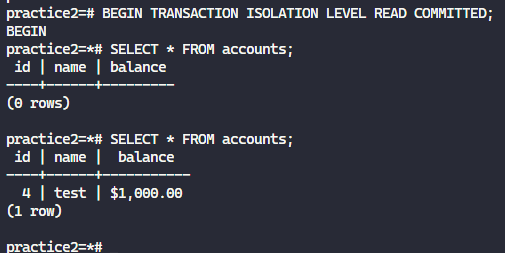 practice2=# BEGIN TRANSACTION ISOLATION LEVEL READ COMMITTED;
BEGIN
practice2=*# SELECT * FROM accounts;
 id | name | balance
----+------+---------
(0 rows)

practice2=*# SELECT * FROM accounts;
 id | name |  balance
----+------+-----------
  4 | test | $1,000.00
(1 row)

practice2=*#